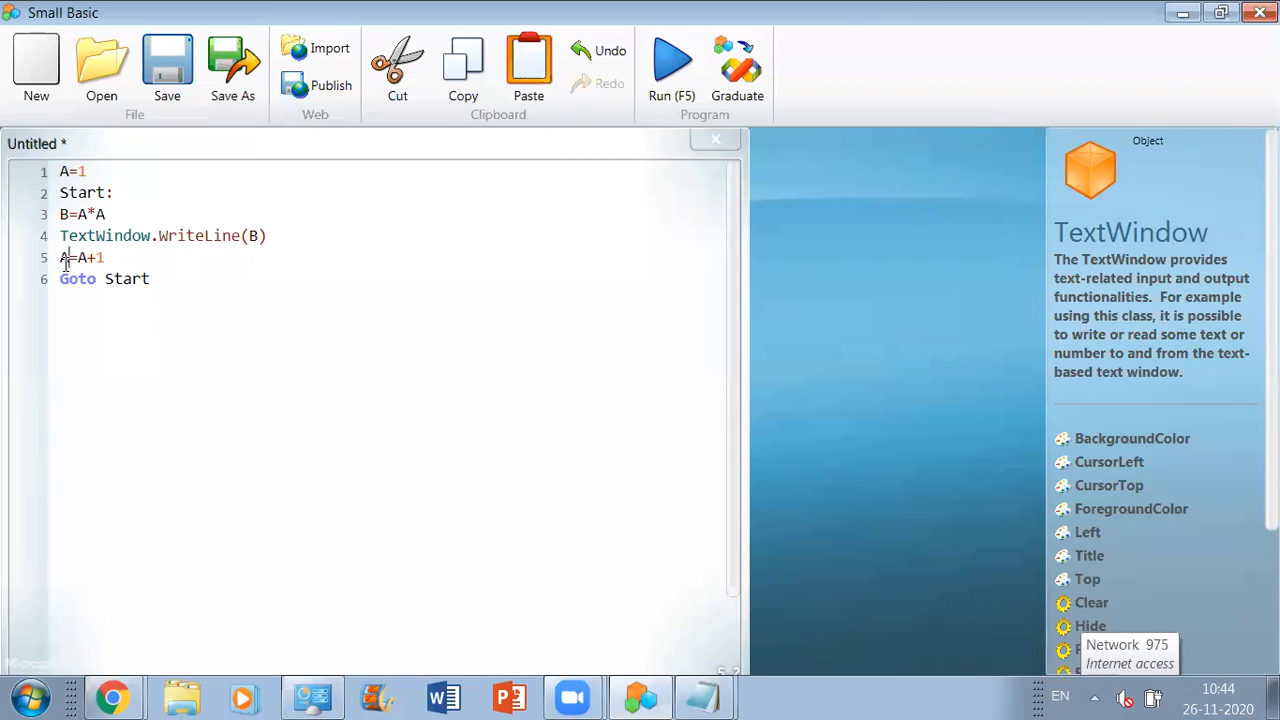 Small Basic
New
Open
Save
Save As
Import
Publish
Cut
Copy
Paste
Undo
Redo
Run (F5)
Graduate
File
Web
Clipboard
Program
Untitled *
1 A=1
2 Start:
3 B=A*A
4 TextWindow.WriteLine(B)
5 A=A+1
6 Goto Start
5,2
Object
TextWindow
The TextWindow provides
text-related input and output
functionalities. For example
using this class, it is possible
to write or read some text or
number to and from the text-
based text window.
BackgroundColor
CursorLeft
CursorTop
ForegroundColor
Left
Title
Top
Clear
Hide
Network 975
Internet access
EN
10:44
26-11-2020